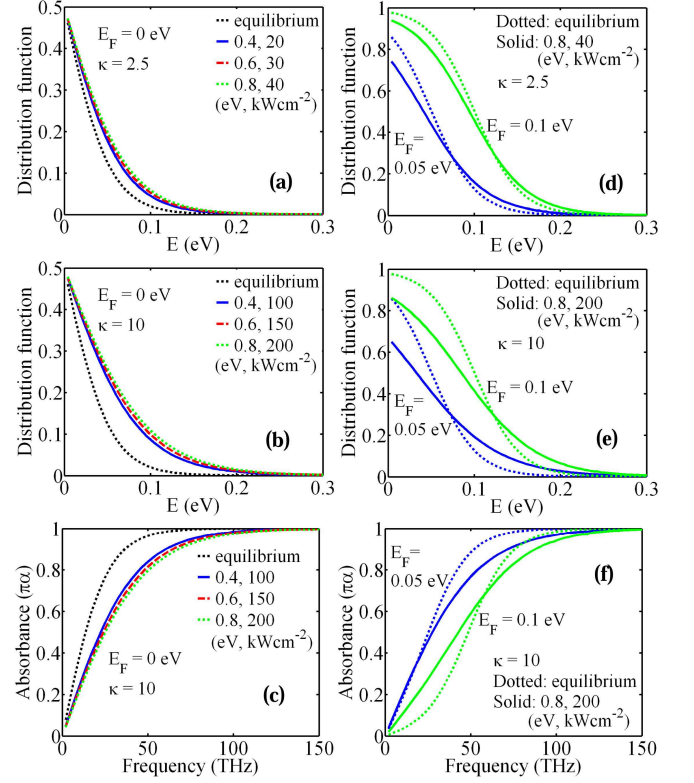 0.5
0.4
0.3
0.2
0.1
0
Distribution function
E_F = 0 eV
κ = 2.5
equilibrium
0.4, 20
0.6, 30
0.8, 40
(eV, kWcm⁻²)
(a)
0 0.1 0.2 0.3
E (eV)
1
0.8
0.6
0.4
0.2
0
Distribution function
Dotted: equilibrium
Solid: 0.8, 40
(eV, kWcm⁻²)
κ = 2.5
E_F = 0.1 eV
E_F =
0.05 eV
(d)
0 0.1 0.2 0.3
E (eV)
0.5
0.4
0.3
0.2
0.1
0
Distribution function
E_F = 0 eV
κ = 10
equilibrium
0.4, 100
0.6, 150
0.8, 200
(eV, kWcm⁻²)
(b)
0 0.1 0.2 0.3
E (eV)
1
0.8
0.6
0.4
0.2
0
Distribution function
Dotted: equilibrium
Solid: 0.8, 200
(eV, kWcm⁻²)
κ = 10
E_F = 0.1 eV
E_F =
0.05 eV
(e)
0 0.1 0.2 0.3
E (eV)
1
0.8
0.6
0.4
0.2
0
Absorbance (πα)
equilibrium
0.4, 100
0.6, 150
0.8, 200
(eV, kWcm⁻²)
E_F = 0 eV
κ = 10
(c)
0 50 100 150
Frequency (THz)
1
0.8
0.6
0.4
0.2
0
Absorbance (πα)
E_F =
0.05 eV
(f)
E_F = 0.1 eV
κ = 10
Dotted: equilibrium
Solid: 0.8, 200
(eV, kWcm⁻²)
0 50 100 150
Frequency (THz)